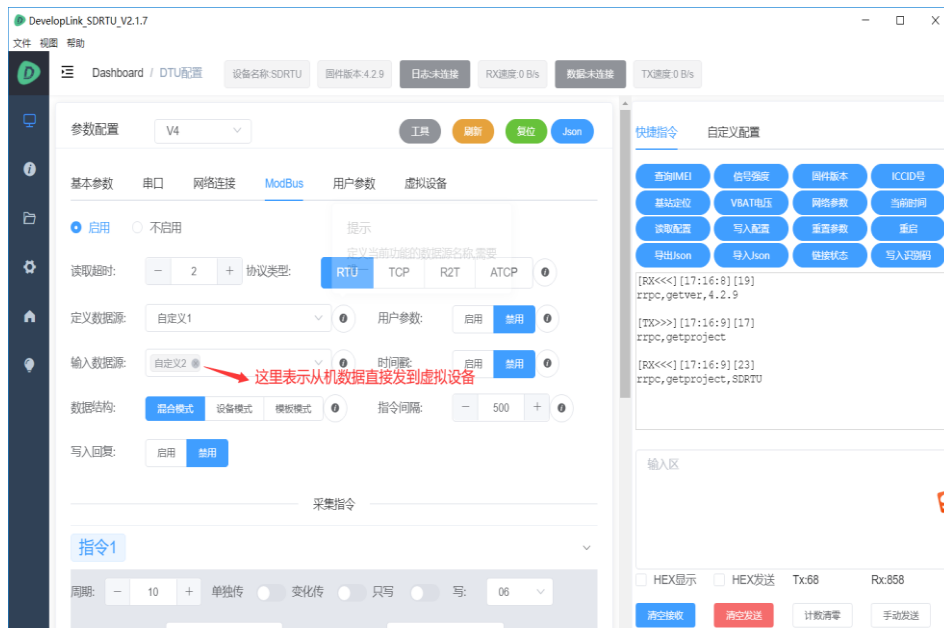 DevelopLink_SDRTU_V2.1.7
文件 视图 帮助
Dashboard / DTU配置 设备名称:SDRTU 固件版本:4.2.9 日志:未连接 RX速度:0 B/s 数据:未连接 TX速度:0 B/s
参数配置 V4 工具 刷新 复位 Json
基本参数 串口 网络连接 ModBus 用户参数 虚拟设备
启用 不启用
提示
定义当前功能的数据源名称,需要
读取超时: − 2 + 协议类型: RTU TCP R2T ATCP
定义数据源: 自定义1 用户参数: 启用 禁用
输入数据源: 自定义2 时间戳: 启用 禁用
这里表示从机数据直接发到虚拟设备
数据结构: 混合模式 设备模式 模板模式 指令间隔: − 500 +
写入回复: 启用 禁用
采集指令
指令1
周期: − 10 + 单独传 变化传 只写 写: 06
快捷指令 自定义配置
查询IMEI 信号强度 固件版本 ICCID号
基站定位 VBAT电压 网络参数 当前时间
读取配置 写入配置 重置参数 重启
导出Json 导入Json 链接状态 写入识别码
[RX<<<][17:16:8][19]
rrpc,getver,4.2.9
[TX>>>][17:16:9][17]
rrpc,getproject
[RX<<<][17:16:9][23]
rrpc,getproject,SDRTU
输入区
HEX显示 HEX发送 Tx:68 Rx:858
清空接收 清空发送 计数清零 手动发送